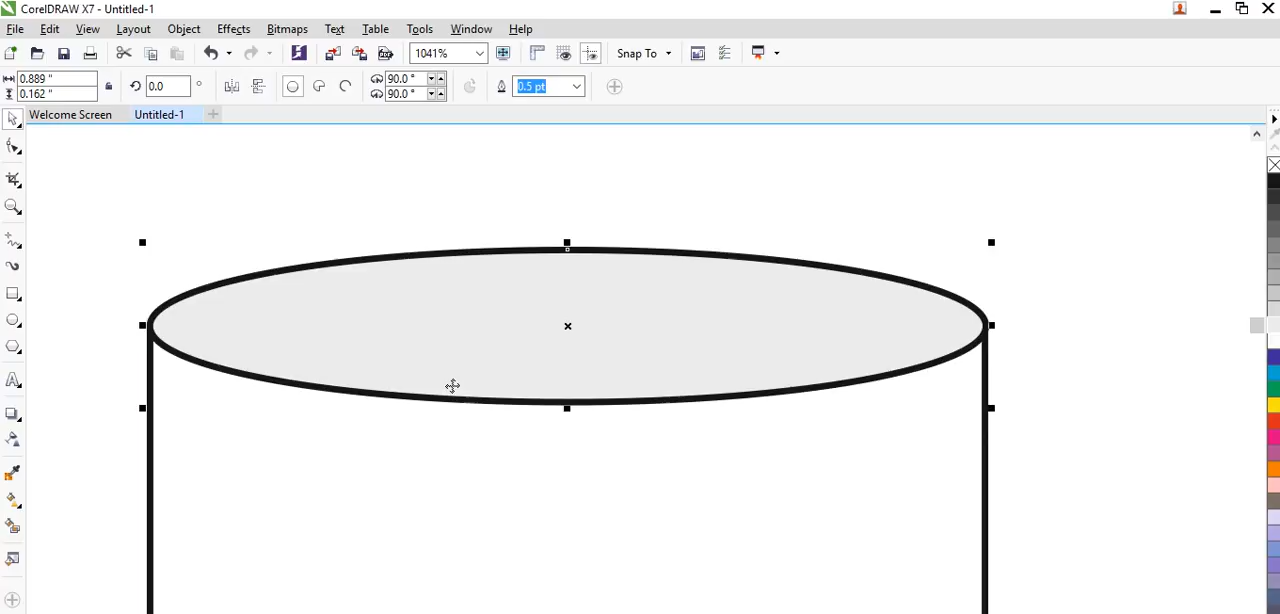 CorelDRAW X7 - Untitled-1
File Edit View Layout Object Effects Bitmaps Text Table Tools Window Help
1041% Snap To
0.889 " 0.0 ° 90.0 ° 0.5 pt
0.162 " 90.0 °
Welcome Screen Untitled-1